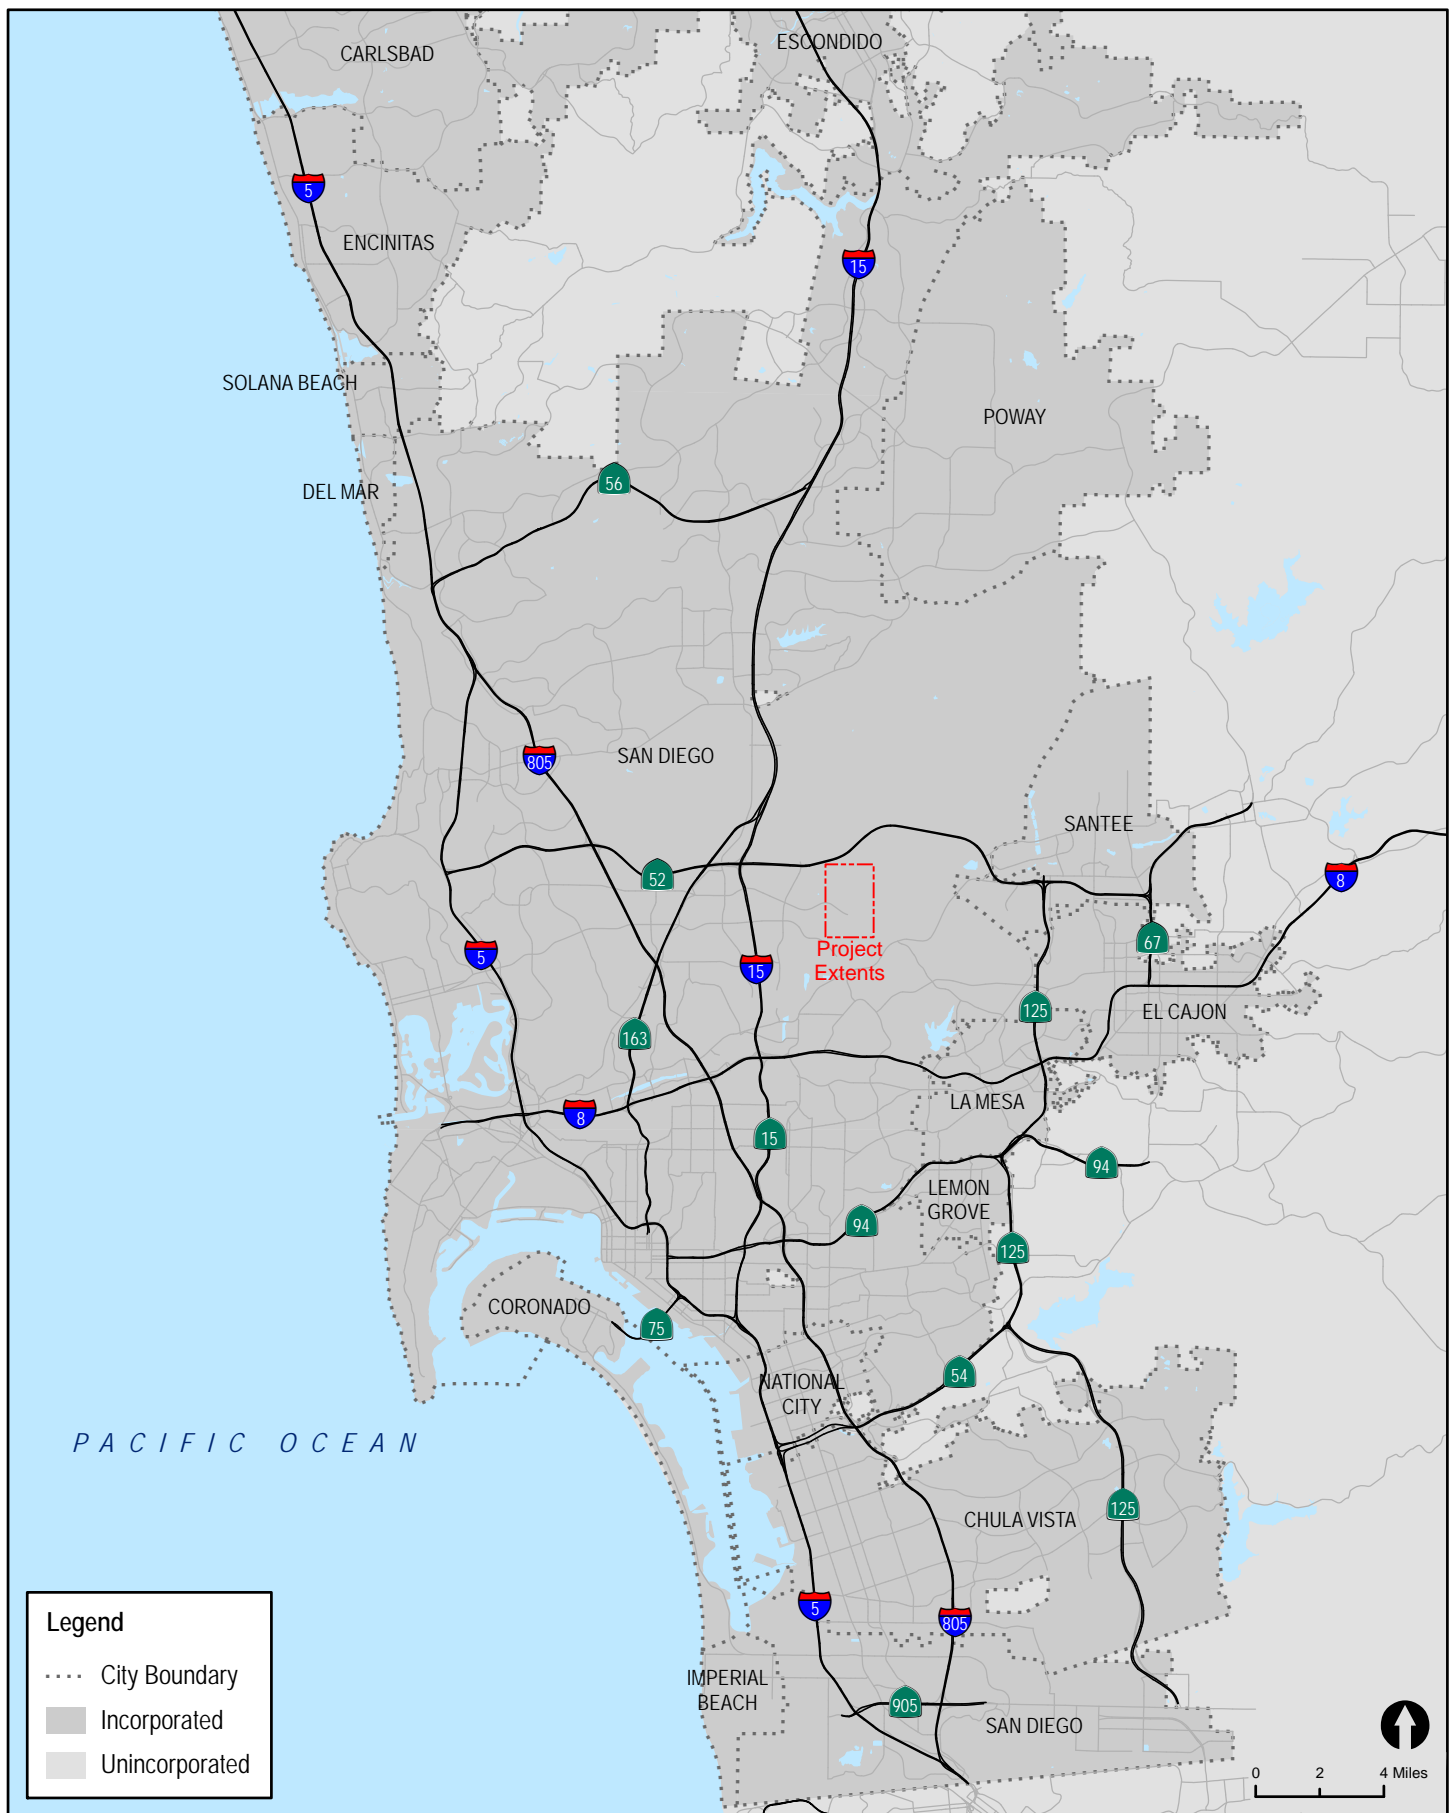 CARLSBAD
ESCONDIDO
5
ENCINITAS
15
SOLANA BEACH
POWAY
56
DEL MAR
805
SAN DIEGO
SANTEE
52
8
Project
Extents
67
5
15
125
EL CAJON
163
LA MESA
8
15
94
LEMON
GROVE
94
125
CORONADO
75
NATIONAL
CITY
54
PACIFIC OCEAN
CHULA VISTA
125
5
805
IMPERIAL
BEACH
905
SAN DIEGO
Legend
City Boundary
Incorporated
Unincorporated
0 2 4 Miles